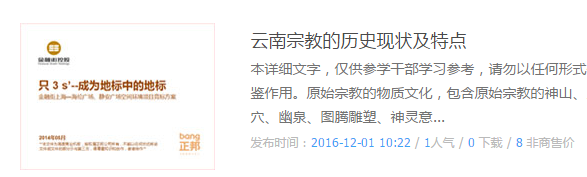 金融街控股
只 3 s'--成为地标中的地标
2014年05月
bang
正邦
云南宗教的历史现状及特点
本详细文字，仅供参学干部学习参考，请勿以任何形式
鉴作用。原始宗教的物质文化，包含原始宗教的神山、
穴、幽泉、图腾雕塑、神灵意...
发布时间：2016-12-01 10:22 / 1人气 / 0 下载 / 8 非商售价